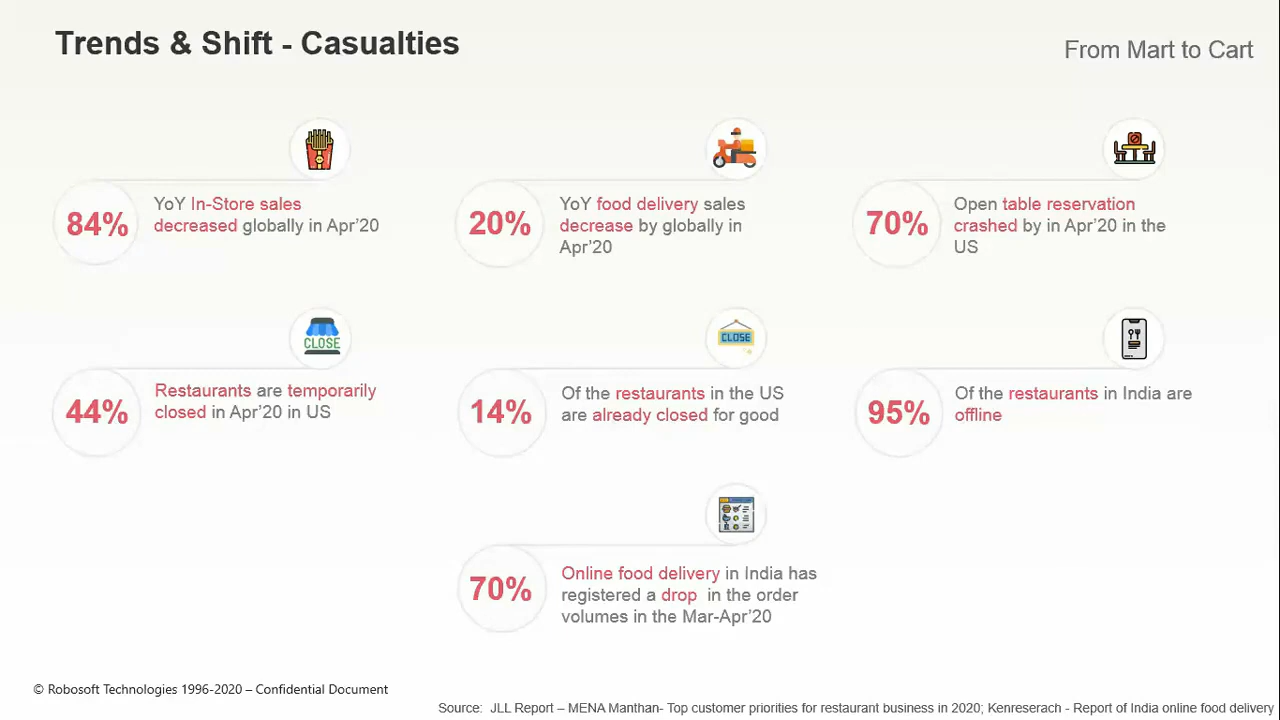 Trends & Shift - Casualties
From Mart to Cart
84%
YoY In-Store sales
decreased globally in Apr’20
20%
YoY food delivery sales
decrease by globally in
Apr’20
70%
Open table reservation
crashed by in Apr’20 in the
US
CLOSE
44%
Restaurants are temporarily
closed in Apr’20 in US
CLOSE
14%
Of the restaurants in the US
are already closed for good
95%
Of the restaurants in India are
offline
70%
Online food delivery in India has
registered a drop in the order
volumes in the Mar-Apr’20
© Robosoft Technologies 1996-2020 – Confidential Document
Source: JLL Report – MENA Manthan- Top customer priorities for restaurant business in 2020; Kenreserach - Report of India online food delivery